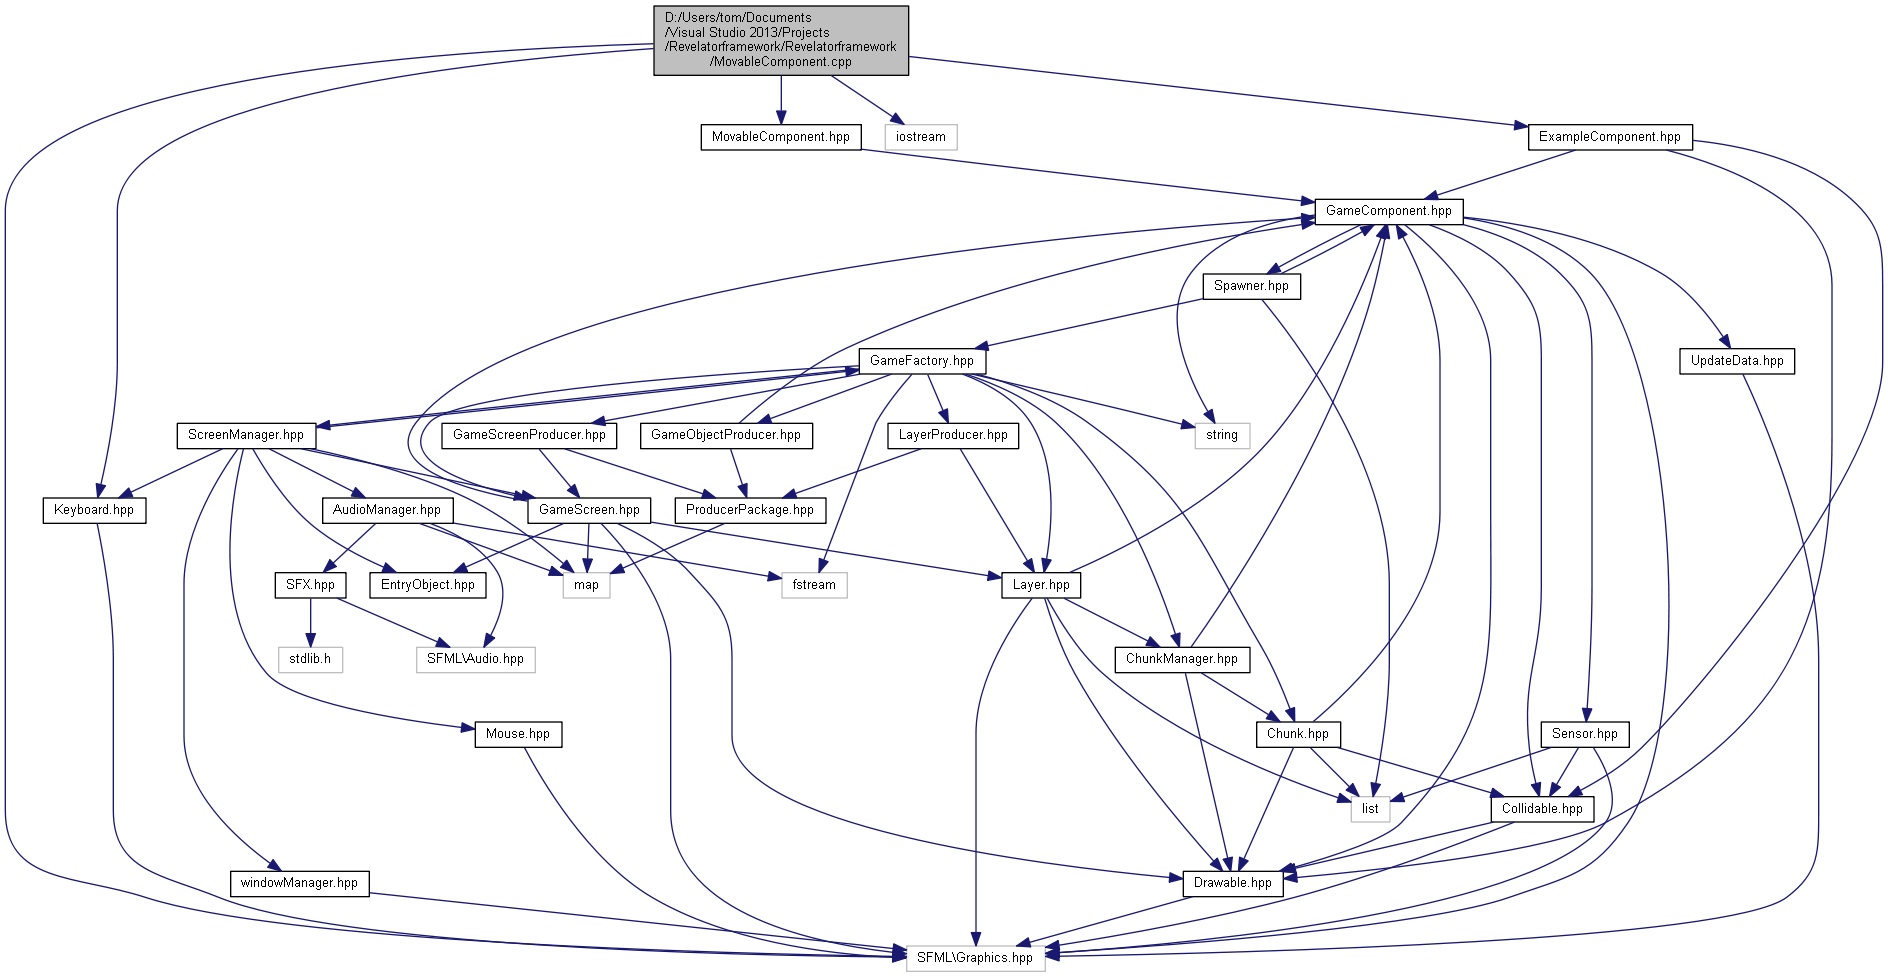 D:/Users/tom/Documents
/Visual Studio 2013/Projects
/Revelatorframework/Revelatorframework
/MovableComponent.cpp
MovableComponent.hpp
iostream
ExampleComponent.hpp
GameComponent.hpp
Spawner.hpp
GameFactory.hpp
UpdateData.hpp
ScreenManager.hpp
GameScreenProducer.hpp
GameObjectProducer.hpp
LayerProducer.hpp
string
Keyboard.hpp
AudioManager.hpp
GameScreen.hpp
ProducerPackage.hpp
SFX.hpp
EntryObject.hpp
map
fstream
Layer.hpp
stdlib.h
SFML\Audio.hpp
ChunkManager.hpp
Mouse.hpp
Chunk.hpp
Sensor.hpp
list
Collidable.hpp
windowManager.hpp
Drawable.hpp
SFML\Graphics.hpp